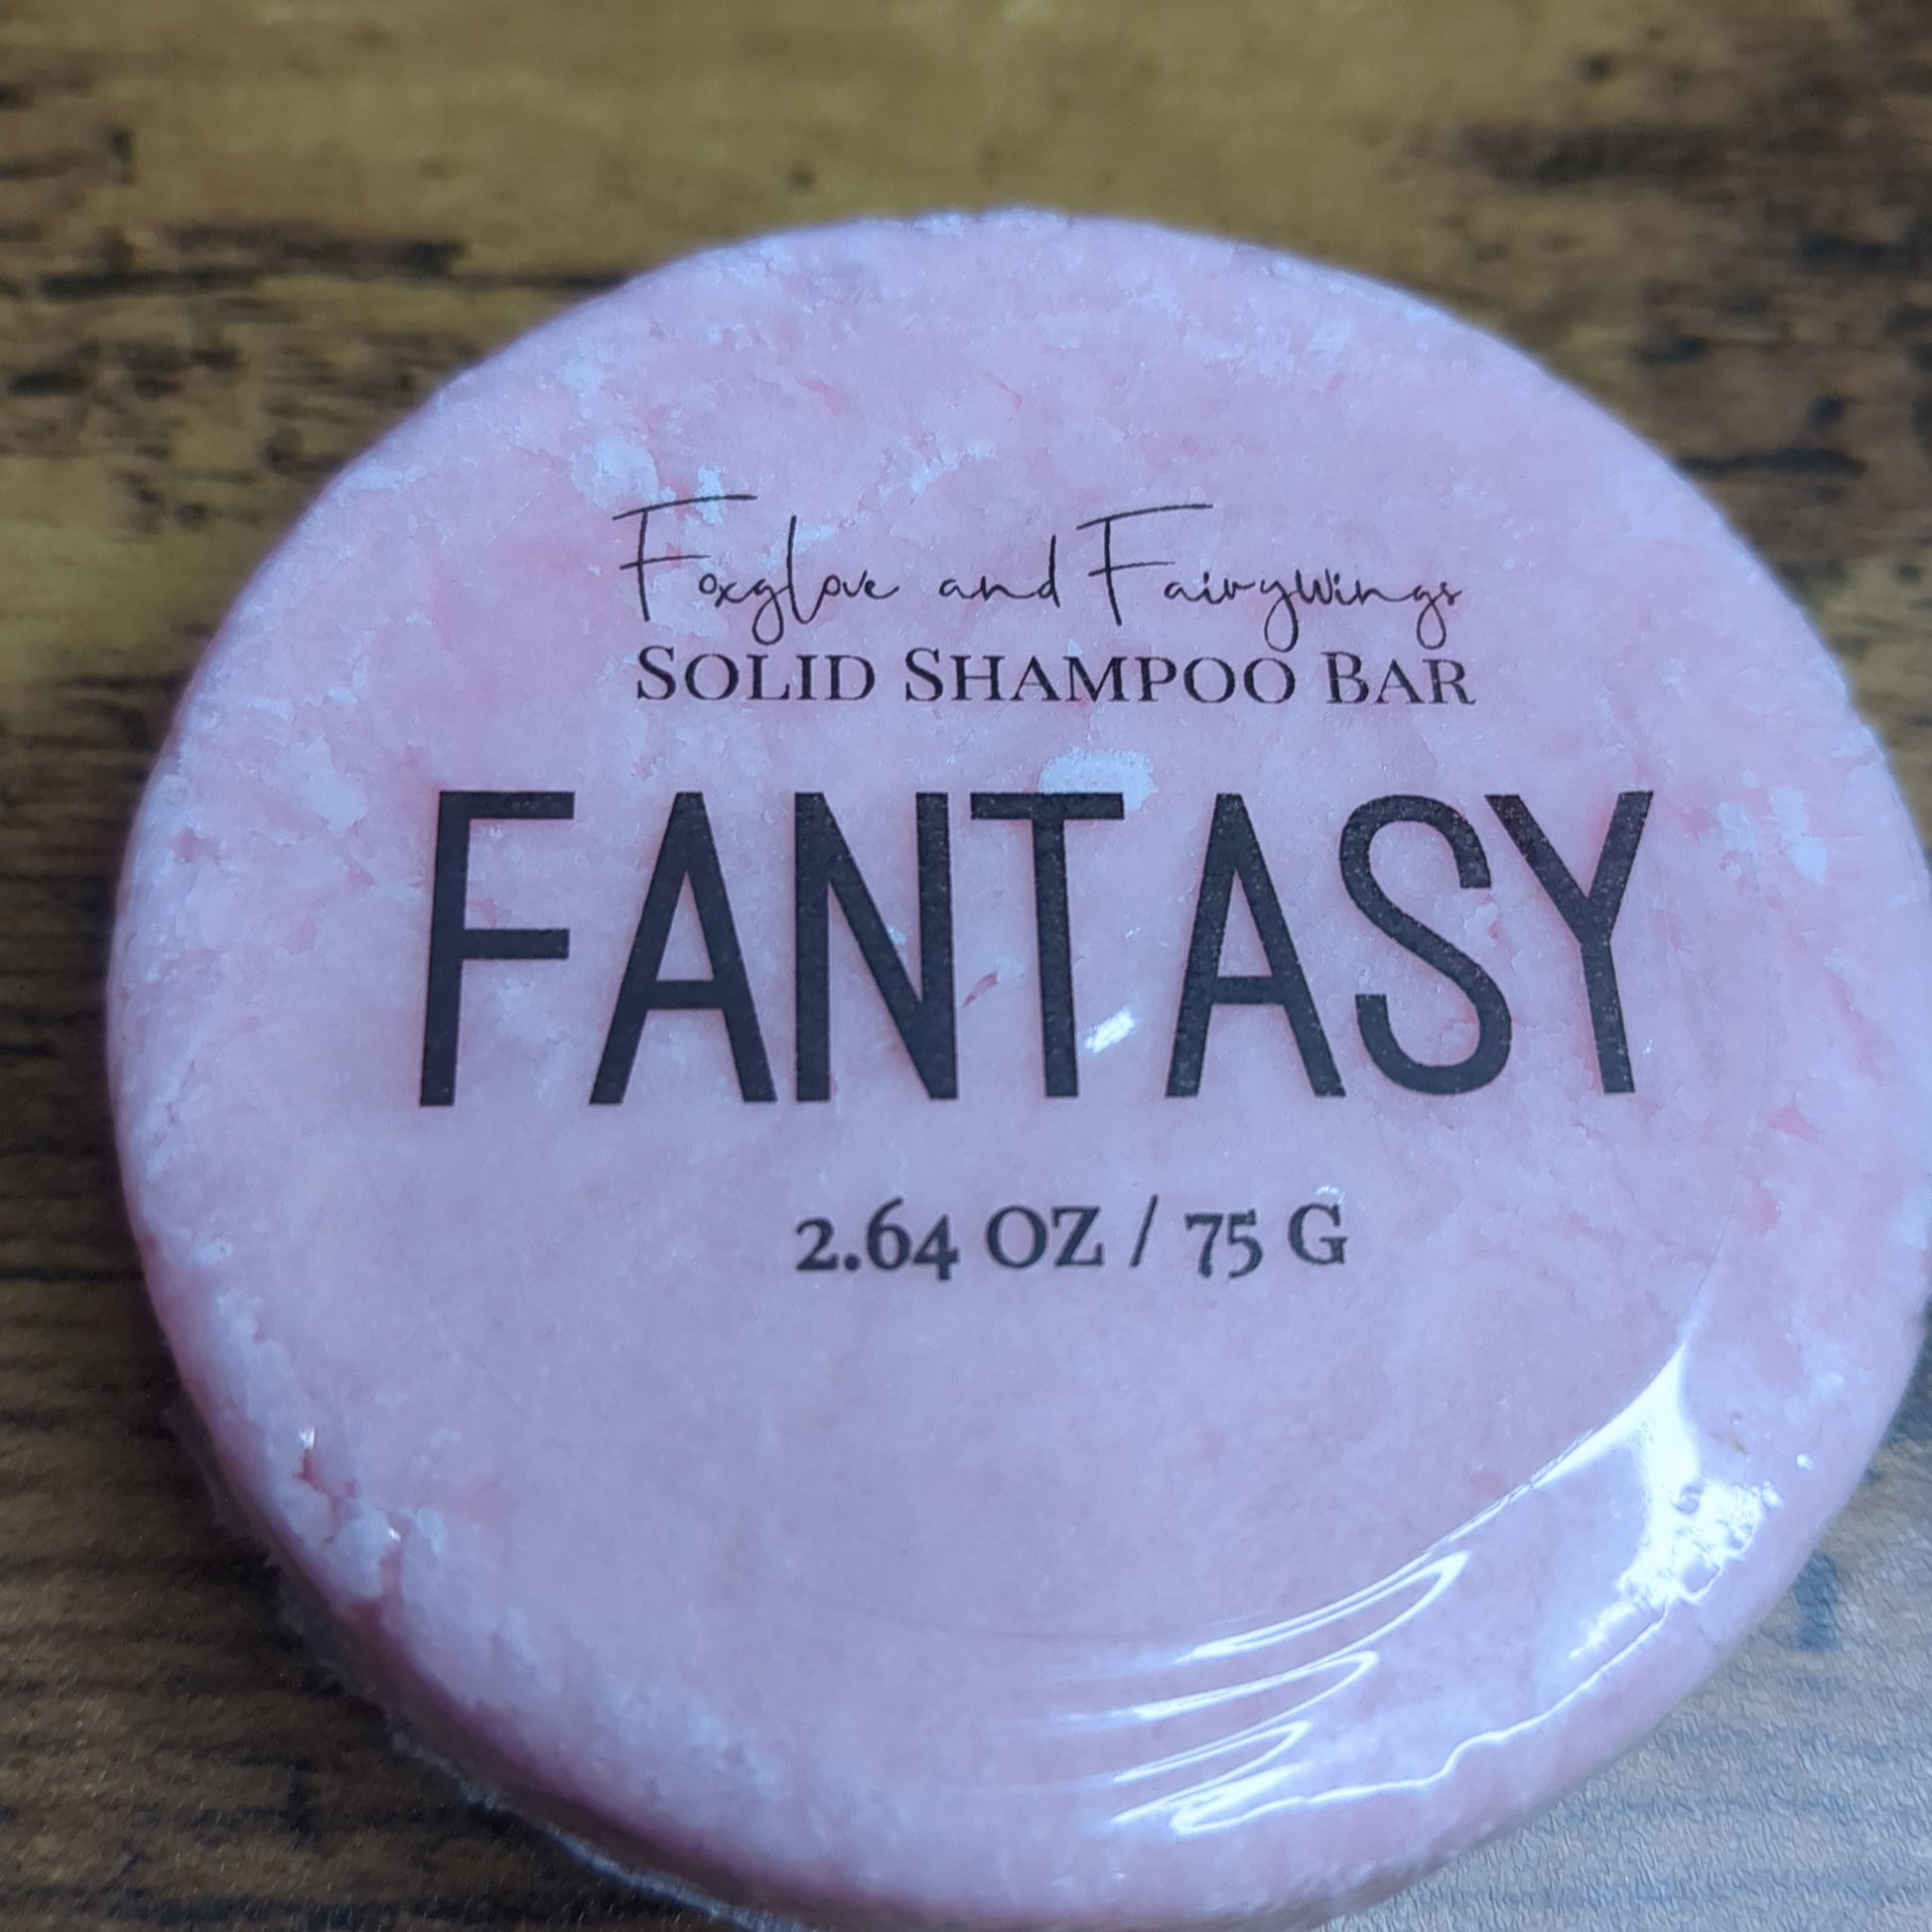 Foxglove and Fairywings
SOLID SHAMPOO BAR
FANTASY
2.64 OZ / 75 G